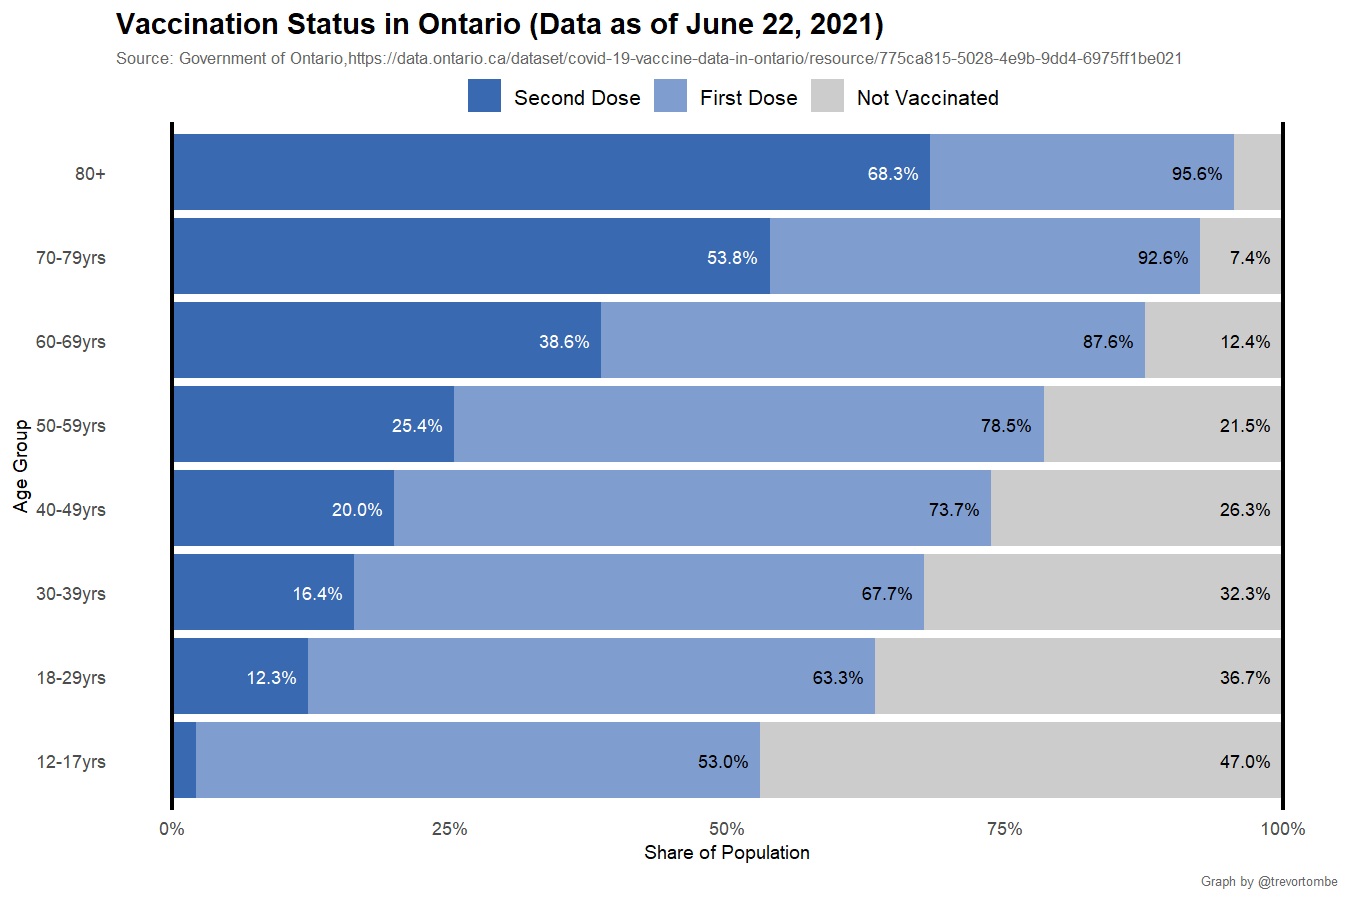 Vaccination Status in Ontario (Data as of June 22, 2021)
Source: Government of Ontario,https://data.ontario.ca/dataset/covid-19-vaccine-data-in-ontario/resource/775ca815-5028-4e9b-9dd4-6975ff1be021
Second Dose First Dose Not Vaccinated
80+ 68.3% 95.6%
70-79yrs 53.8% 92.6% 7.4%
60-69yrs 38.6% 87.6% 12.4%
50-59yrs 25.4% 78.5% 21.5%
Age Group
40-49yrs 20.0% 73.7% 26.3%
30-39yrs 16.4% 67.7% 32.3%
18-29yrs 12.3% 63.3% 36.7%
12-17yrs 53.0% 47.0%
0% 25% 50% 75% 100%
Share of Population
Graph by @trevortombe